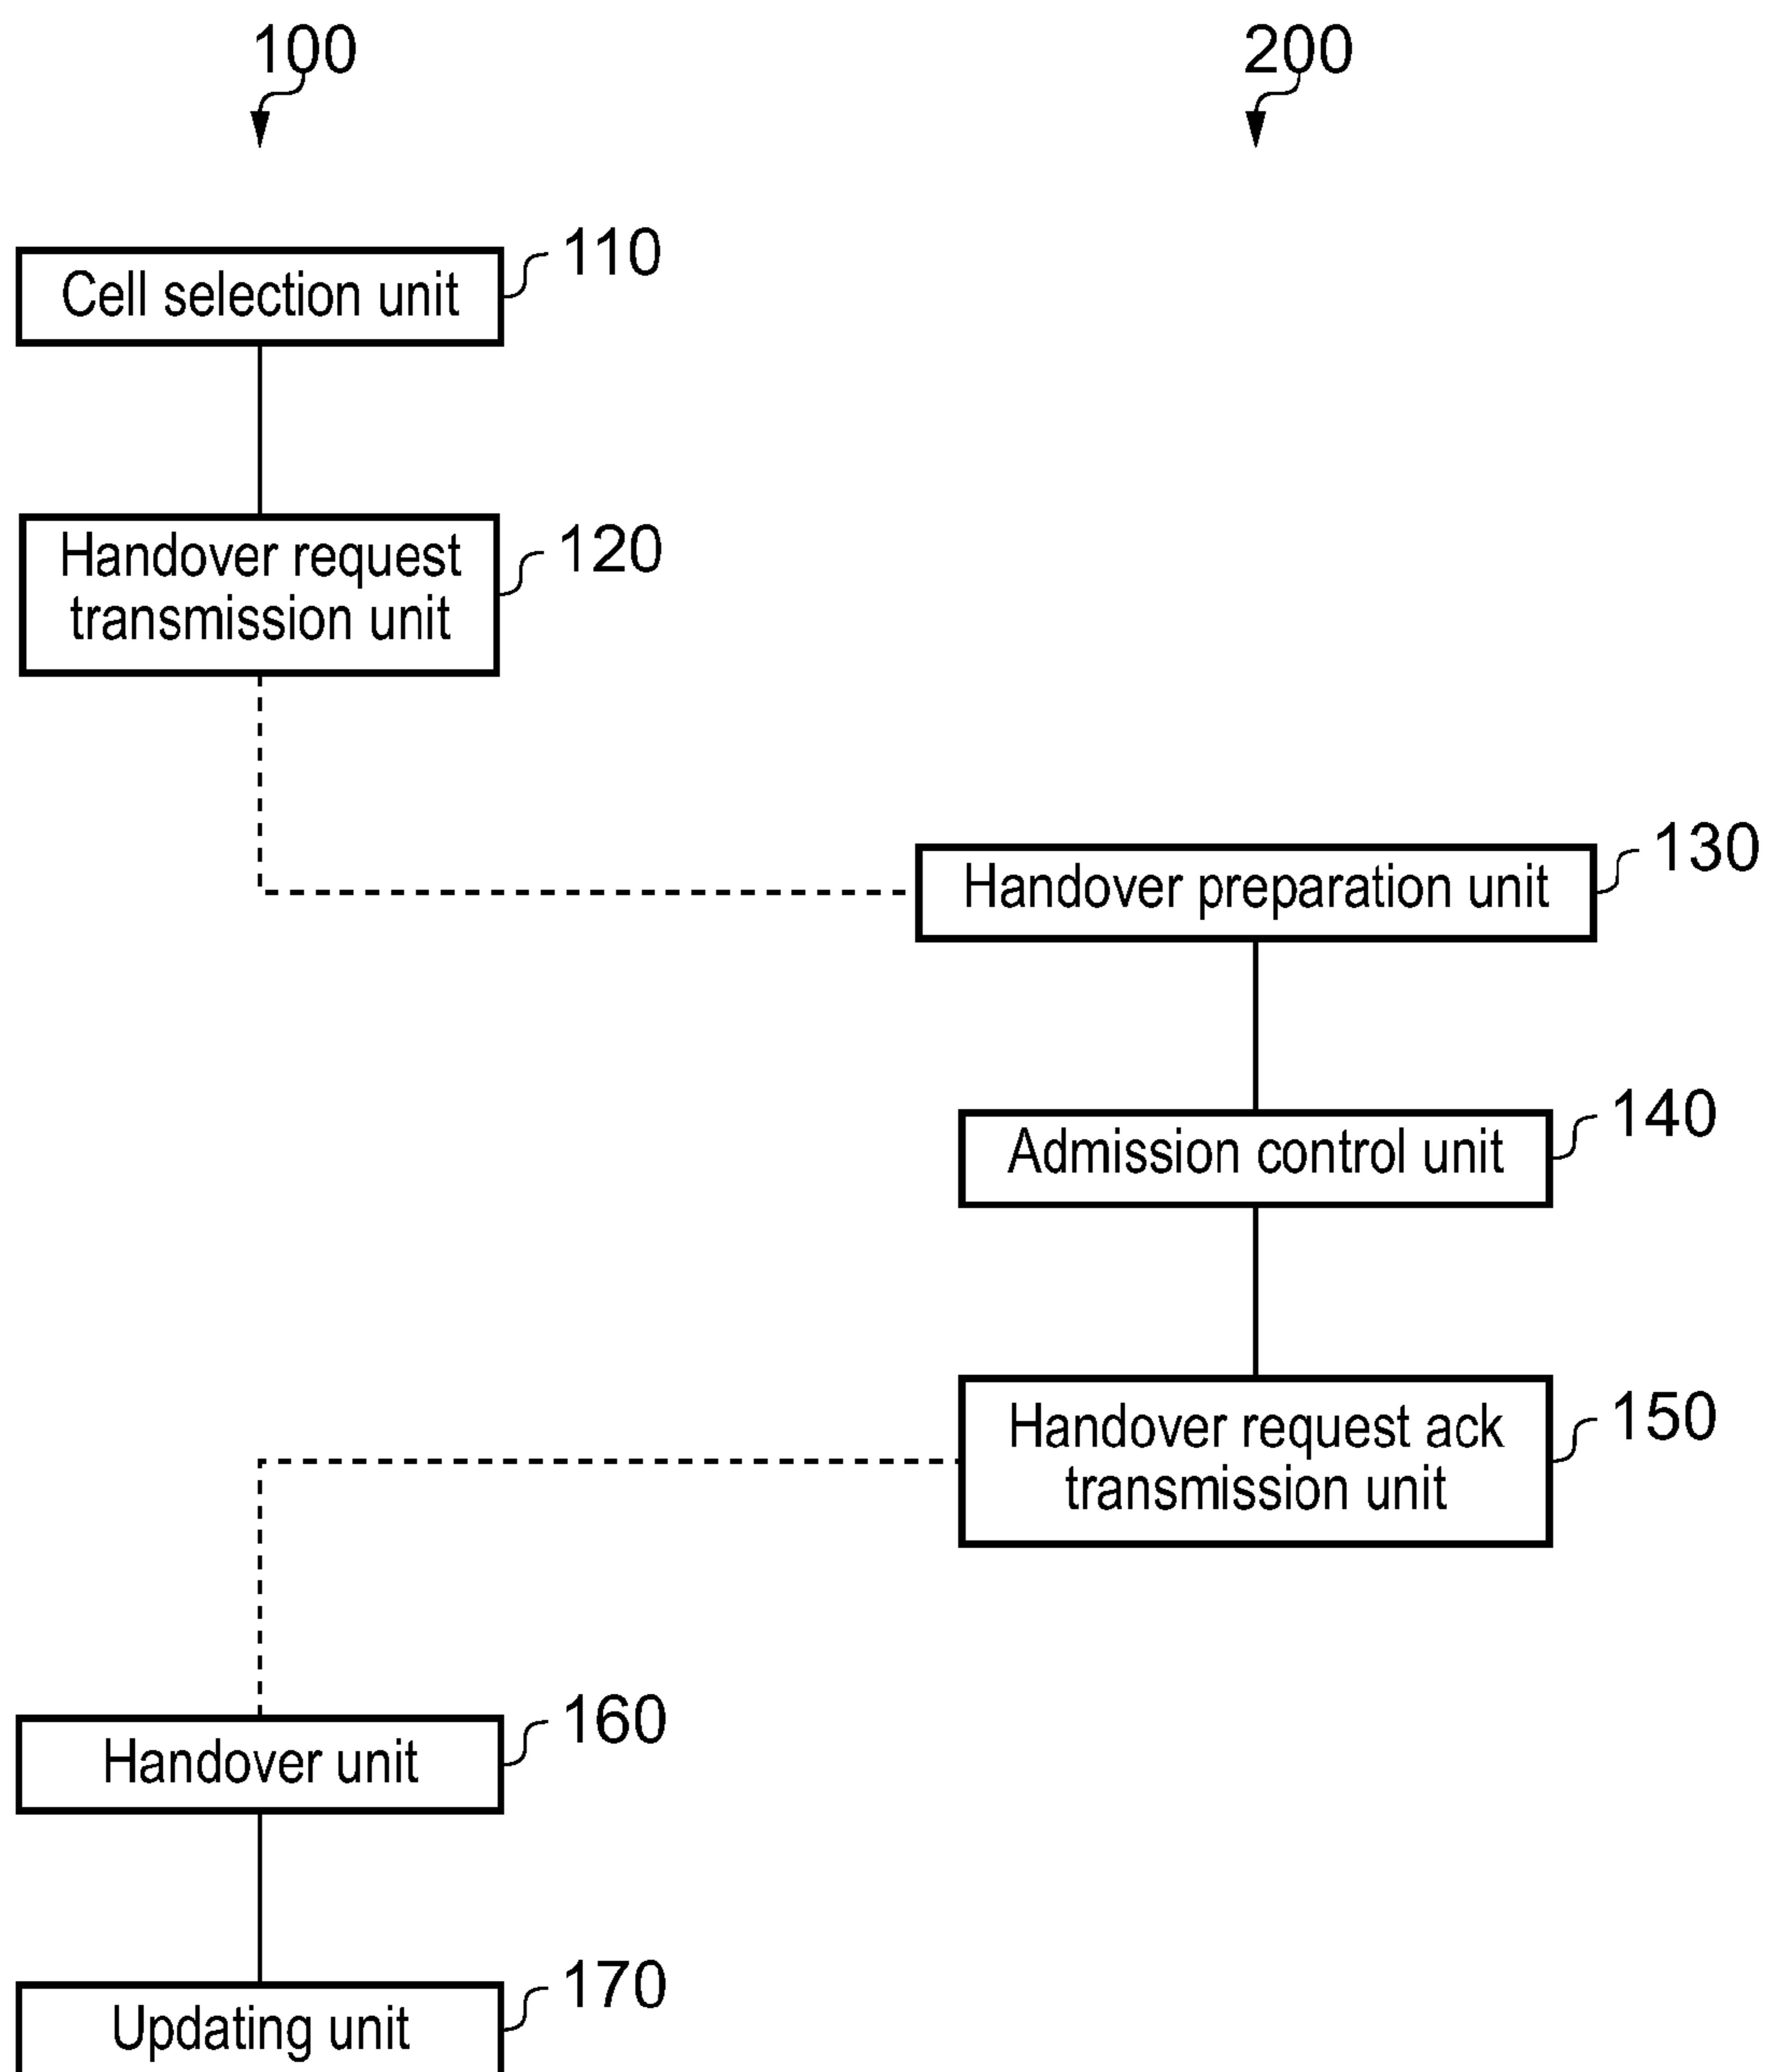 100
200
Cell selection unit
110
Handover request
transmission unit
120
Handover preparation unit
130
Admission control unit
140
Handover request ack
transmission unit
150
Handover unit
160
Updating unit
170